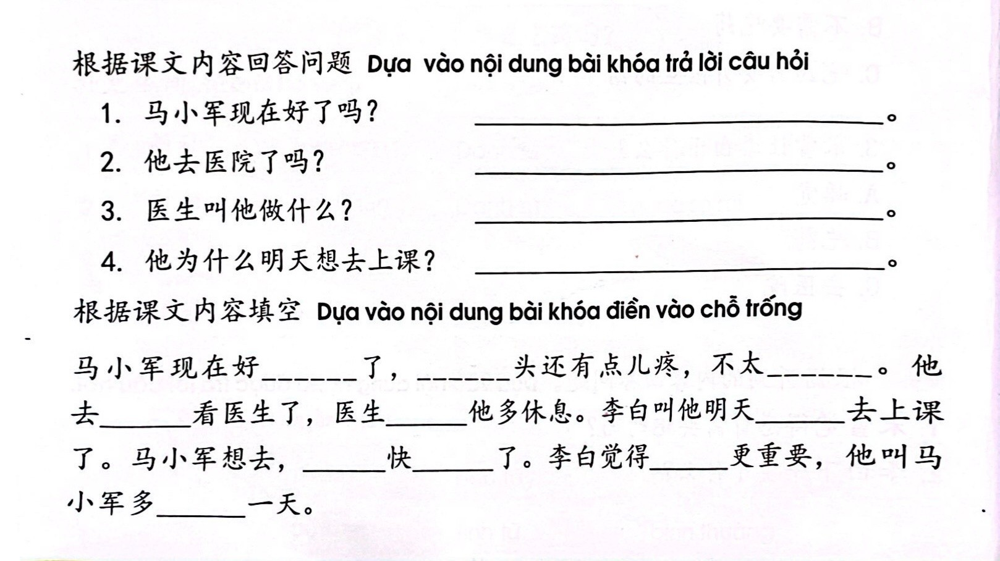 根据课文内容回答问题 Dựa vào nội dung bài khóa trả lời câu hỏi
1. 马小军现在好了吗? ____________________。
2. 他去医院了吗? ____________________。
3. 医生叫他做什么? ____________________。
4. 他为什么明天想去上课? ____________________。
根据课文内容填空 Dựa vào nội dung bài khóa điền vào chỗ trống
马小军现在好______了，______头还有点儿疼，不太______。他
去______看医生了，医生______他多休息。李白叫他明天______去上课
了。马小军想去，______快______了。李白觉得______更重要，他叫马
小军多______一天。